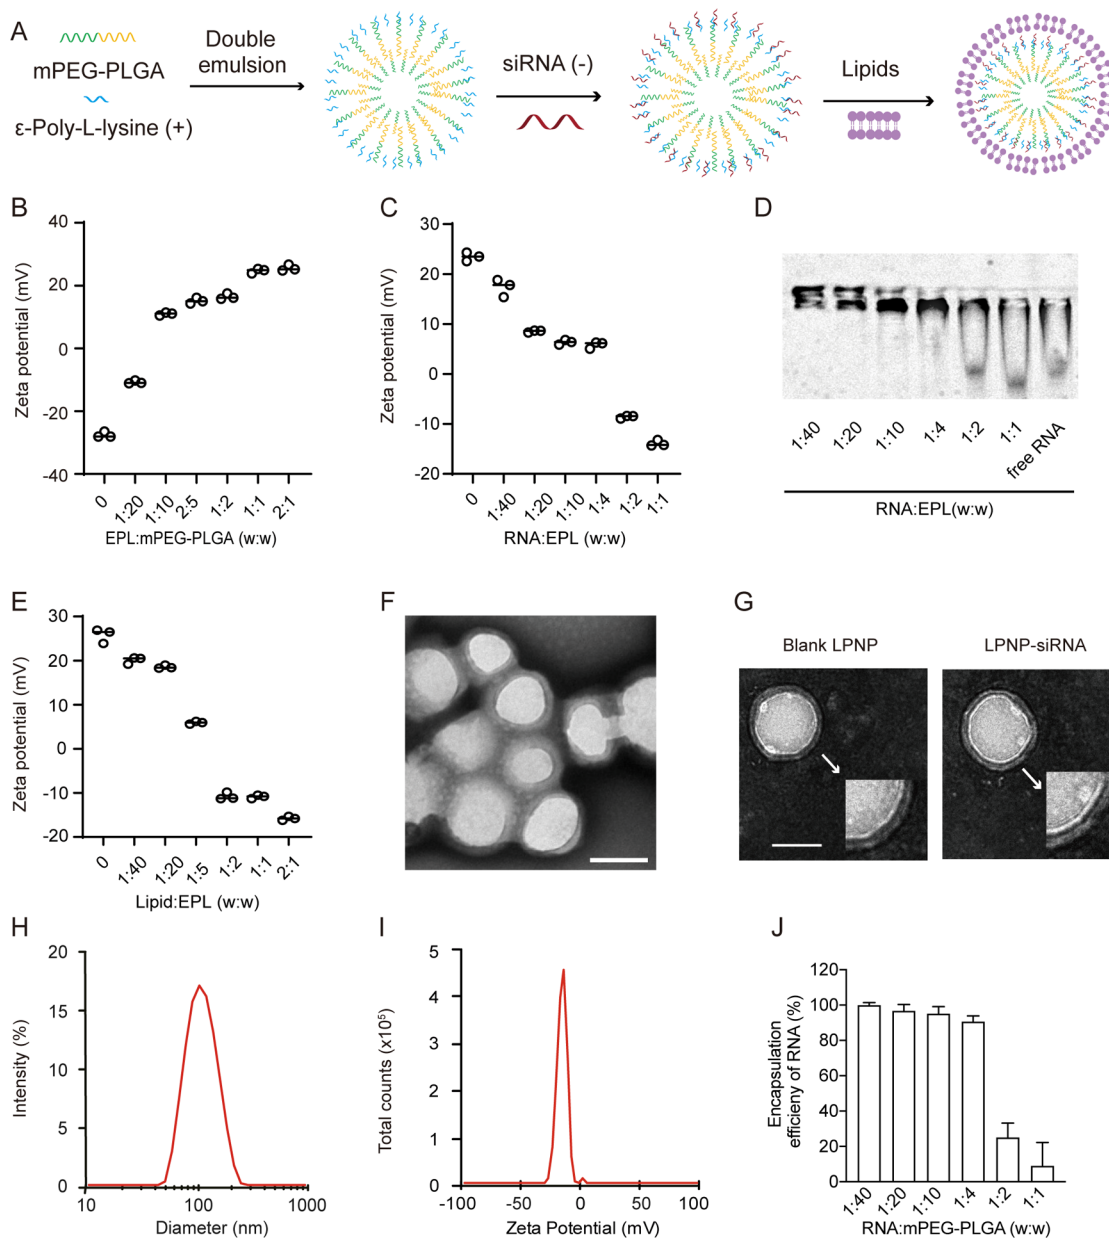 A
mPEG-PLGA
ε-Poly-L-lysine (+)
Double
emulsion
siRNA (-)
Lipids
B
Zeta potential (mV)
40
20
0
-20
-40
0
1:20
1:10
2:5
1:2
1:1
2:1
EPL:mPEG-PLGA (w:w)
C
Zeta potential (mV)
30
20
10
0
-10
-20
0
1:40
1:20
1:10
1:4
1:2
1:1
RNA:EPL (w:w)
D
1:40
1:20
1:10
1:4
1:2
1:1
free RNA
RNA:EPL(w:w)
E
Zeta potential (mV)
30
20
10
0
-10
-20
0
1:40
1:20
1:5
1:2
1:1
2:1
Lipid:EPL (w:w)
F
G
Blank LPNP
LPNP-siRNA
H
Intensity (%)
20
15
10
5
0
10
100
1000
Diameter (nm)
I
Total counts (x10⁵)
5
4
3
2
1
0
-100
-50
0
50
100
Zeta Potential (mV)
J
Encapsulation
efficieny of RNA (%)
120
100
80
60
40
20
0
1:40
1:20
1:10
1:4
1:2
1:1
RNA:mPEG-PLGA (w:w)